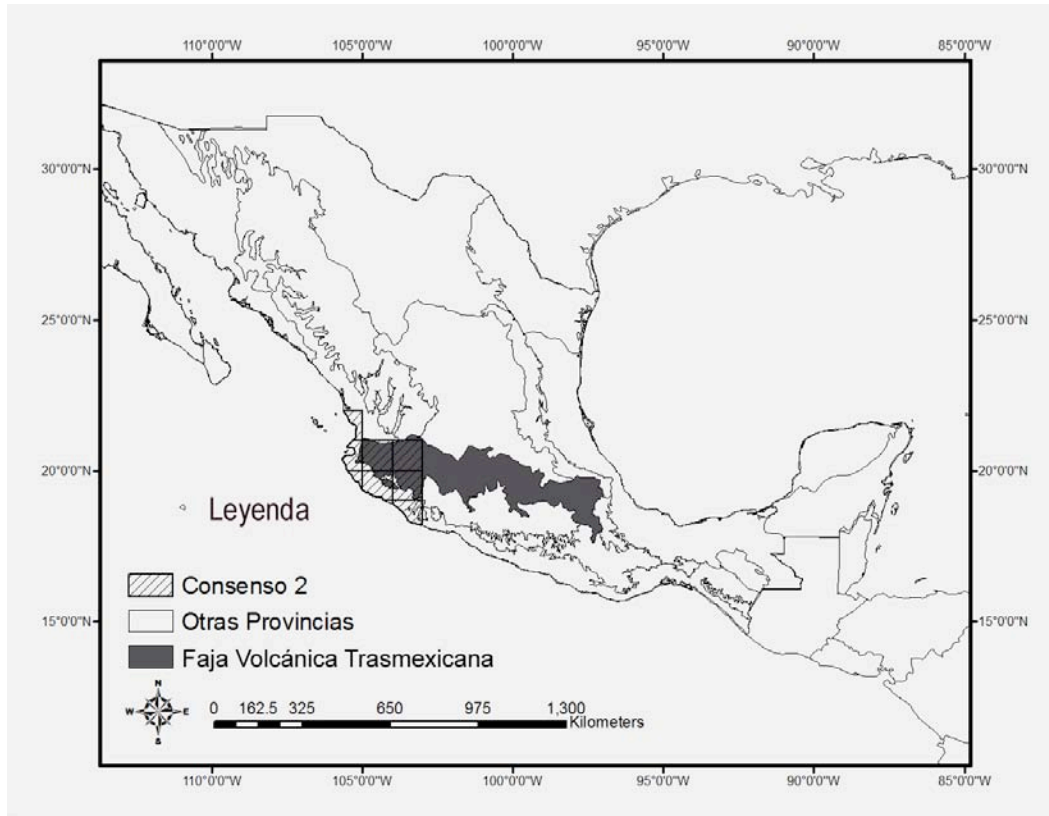 110°0'0"W 105°0'0"W 100°0'0"W 95°0'0"W 90°0'0"W 85°0'0"W
30°0'0"N 30°0'0"N
25°0'0"N 25°0'0"N
20°0'0"N 20°0'0"N
Leyenda
Consenso 2
Otras Provincias
15°0'0"N 15°0'0"N
Faja Volcánica Trasmexicana
N
W E
S
0 162.5 325 650 975 1,300
Kilometers
110°0'0"W 105°0'0"W 100°0'0"W 95°0'0"W 90°0'0"W 85°0'0"W